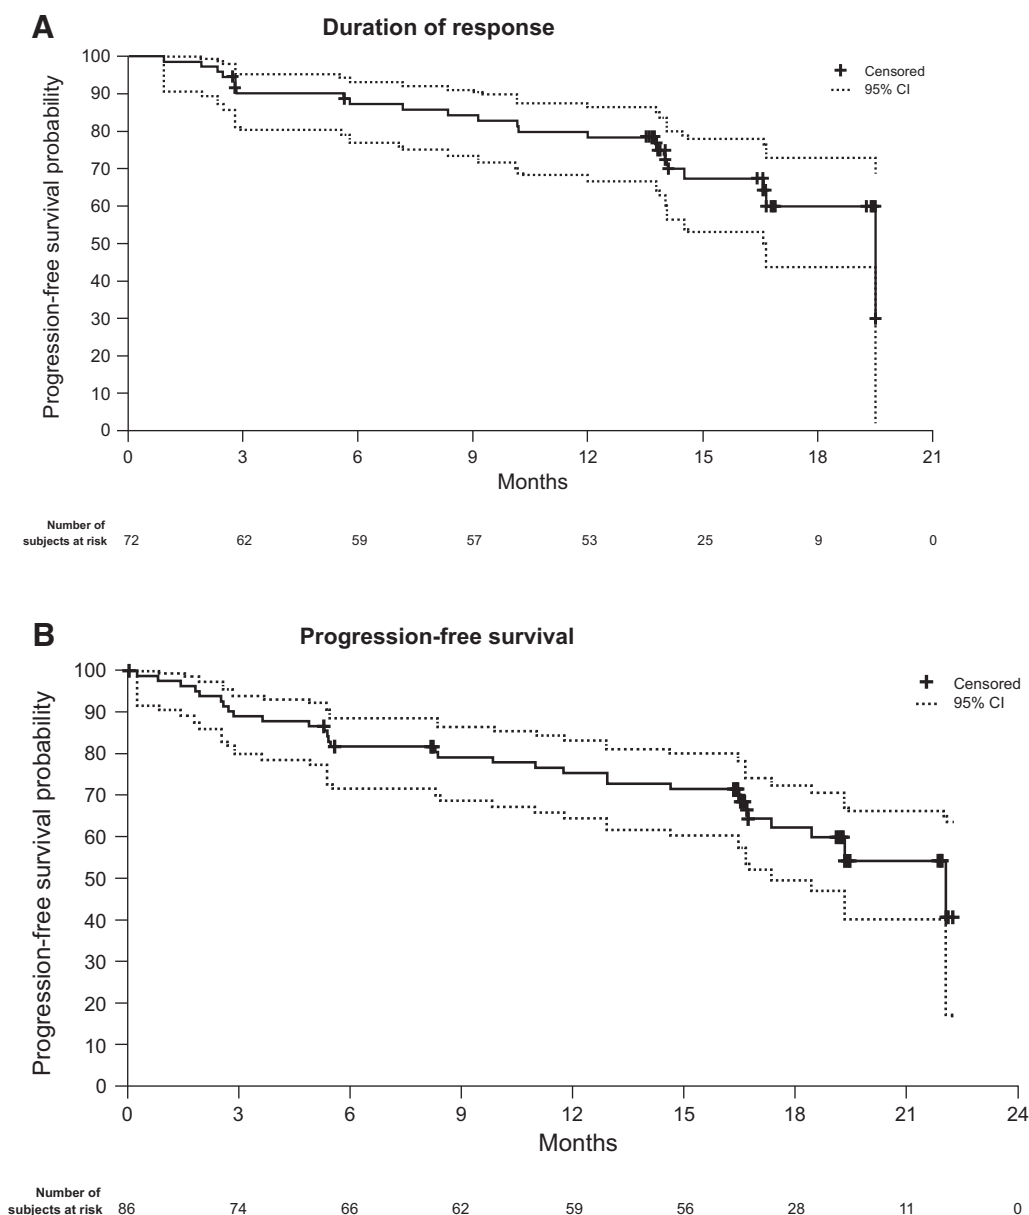 A
Duration of response
Progression-free survival probability
100
90
80
70
60
50
40
30
20
10
0
Censored
95% CI
0 3 6 9 12 15 18 21
Months
Number of
subjects at risk 72 62 59 57 53 25 9 0
B
Progression-free survival
Progression-free survival probability
100
90
80
70
60
50
40
30
20
10
0
Censored
95% CI
0 3 6 9 12 15 18 21 24
Months
Number of
subjects at risk 86 74 66 62 59 56 28 11 0